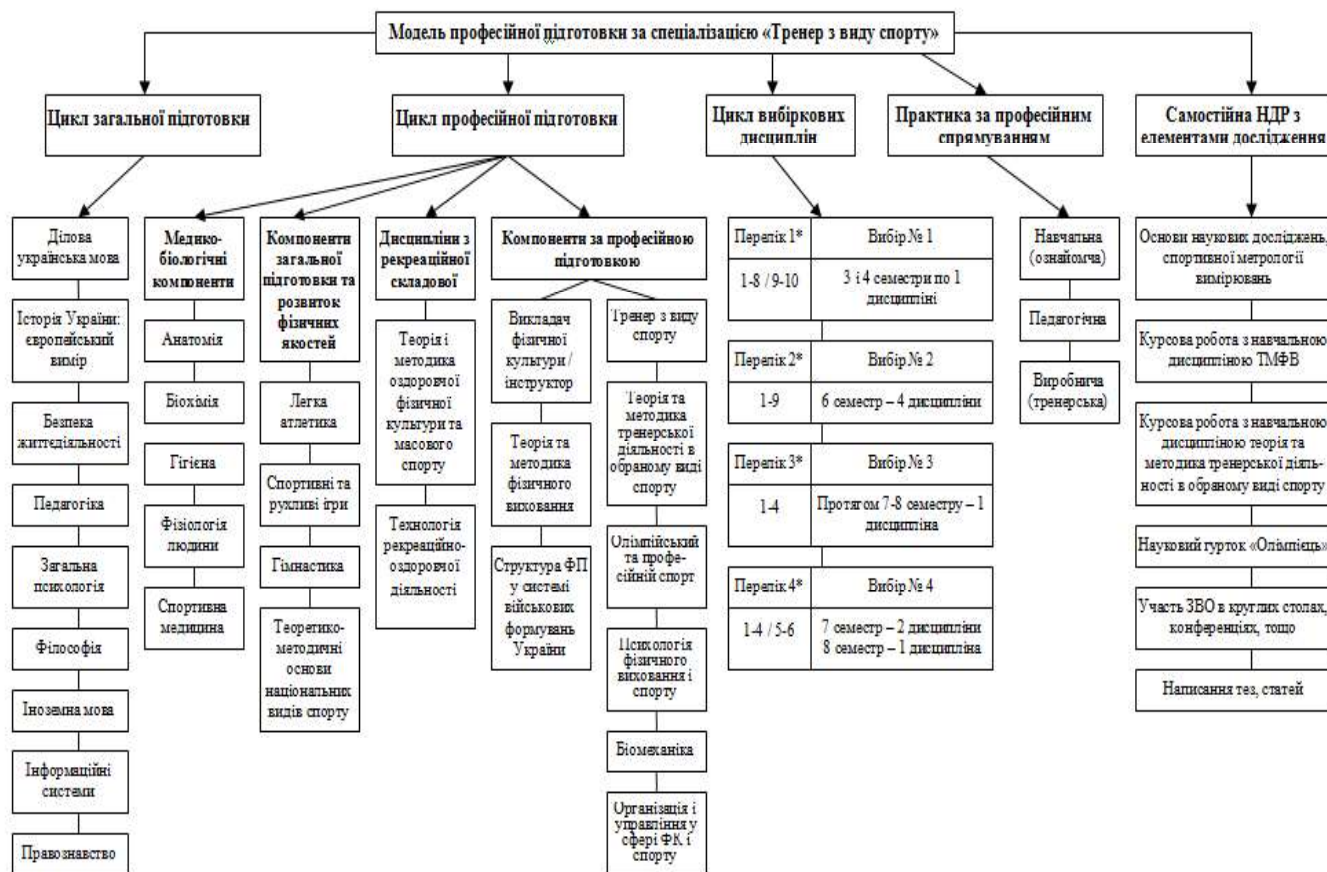 Модель професійної підготовки за спеціалізацією «Тренер з виду спорту»
Цикл загальної підготовки
Цикл професійної підготовки
Цикл вибіркових
дисциплін
Практика за професійним
спрямуванням
Самостійна НДР з
елементами дослідження
Ділова
українська мова
Історія України:
європейський
вимір
Безпека
життєдіяльності
Педагогіка
Загальна
психологія
Філософія
Іноземна мова
Інформаційні
системи
Правознавство
Медико-
біологічні
компоненти
Анатомія
Біохімія
Гігієна
Фізіологія
людини
Спортивна
медицина
Компоненти
загальної
підготовки та
розвиток
фізичних
якостей
Легка
атлетика
Спортивні та
рухливі ігри
Гімнастика
Теоретико-
методичні
основи
національних
видів спорту
Дисципліни з
рекреаційної
складової
Теорія і
методика
оздоровчої
фізичної
культури та
масового
спорту
Технологія
рекреаційно-
оздоровчої
діяльності
Компоненти за професійною
підготовкою
Викладач
фізичної
культури /
інструктор
Теорія та
методика
фізичного
виховання
Структура ФП
у системі
військових
формувань
України
Тренер з виду
спорту
Теорія та
методика
тренерської
діяльності в
обраному виді
спорту
Олімпійський
та профе-
сійній спорт
Психологія
фізичного
виховання і
спорту
Біомеханіка
Організація і
управління у
сфері ФК і
спорту
Перелік 1* Вибір № 1
1-8 / 9-10 3 і 4 семестри по 1
дисципліні
Перелік 2* Вибір № 2
1-9 6 семестр – 4 дисципліни
Перелік 3* Вибір № 3
1-4 Протягом 7-8 семестру – 1
дисципліна
Перелік 4* Вибір № 4
1-4 / 5-6 7 семестр – 2 дисципліни
8 семестр – 1 дисципліна
Навчальна
(ознайомча)
Педагогічна
Виробнича
(тренерська)
Основи наукових досліджень,
спортивної метрології
вимірювань
Курсова робота з навчальною
дисципліною ТМФВ
Курсова робота з навчальною
дисципліною теорія та
методика тренерської діяль-
ності в обраному виді спорту
Науковий гурток «Олімпієць»
Участь ЗВО в круглих столах,
конференціях, тощо
Написання тез, статей